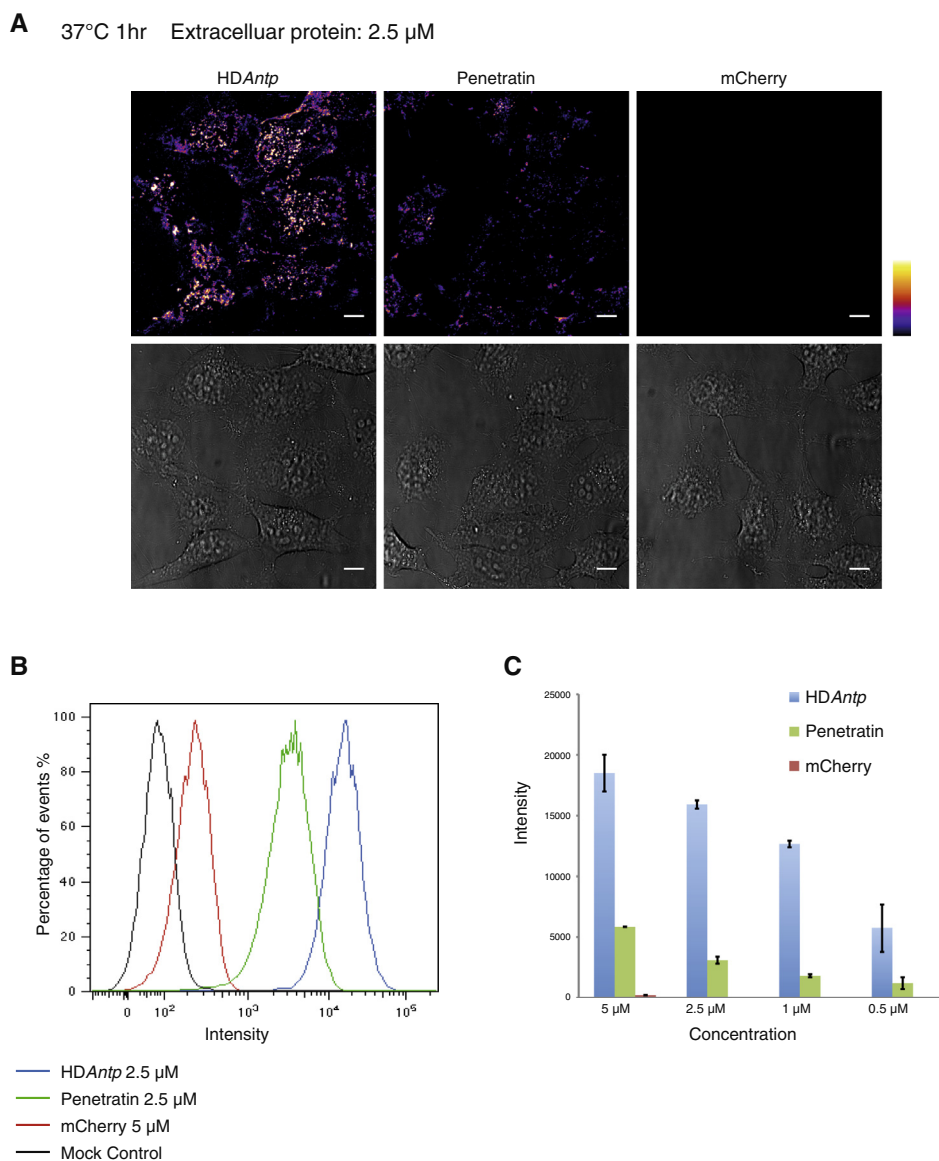 A
37°C 1hr Extracelluar protein: 2.5 µM
HDAntp
Penetratin
mCherry
B
100
80
60
40
20
0
Percentage of events %
0
10²
10³
10⁴
10⁵
Intensity
HDAntp 2.5 µM
Penetratin 2.5 µM
mCherry 5 µM
Mock Control
C
25000
20000
15000
10000
5000
0
Intensity
HDAntp
Penetratin
mCherry
5 µM
2.5 µM
1 µM
0.5 µM
Concentration